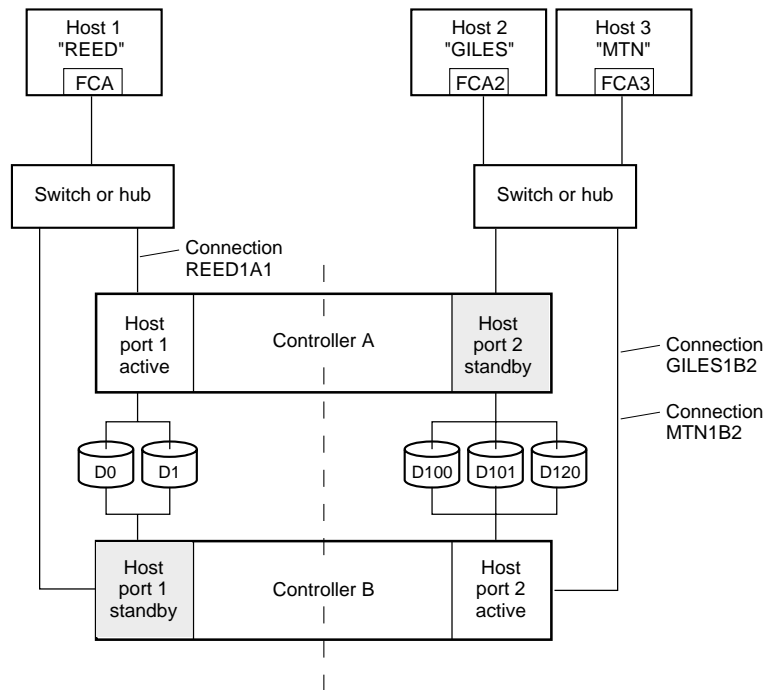 Host 1
"REED"
FCA
Host 2
"GILES"
FCA2
Host 3
"MTN"
FCA3
Switch or hub
Switch or hub
Connection
REED1A1
Host
port 1
active
Controller A
Host
port 2
standby
Connection
GILES1B2
Connection
MTN1B2
D0
D1
D100
D101
D120
Host
port 1
standby
Controller B
Host
port 2
active